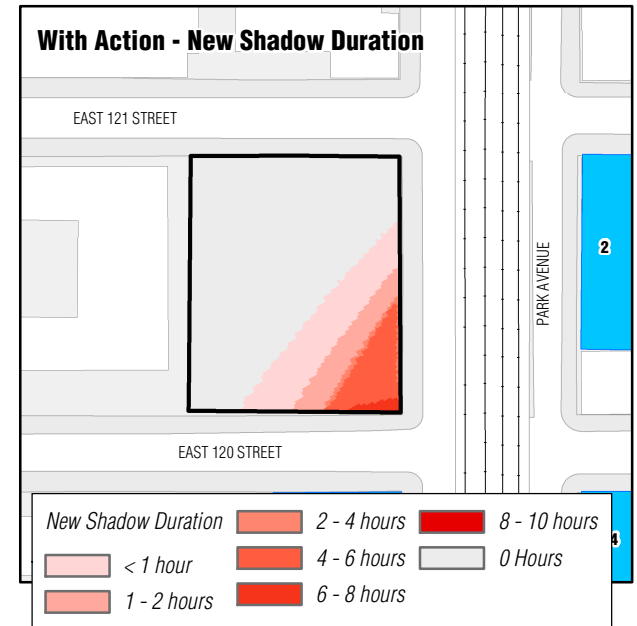 With Action - New Shadow Duration
EAST 121 STREET
PARK AVENUE
2
EAST 120 STREET
4
New Shadow Duration
< 1 hour
1 - 2 hours
2 - 4 hours
4 - 6 hours
6 - 8 hours
8 - 10 hours
0 Hours